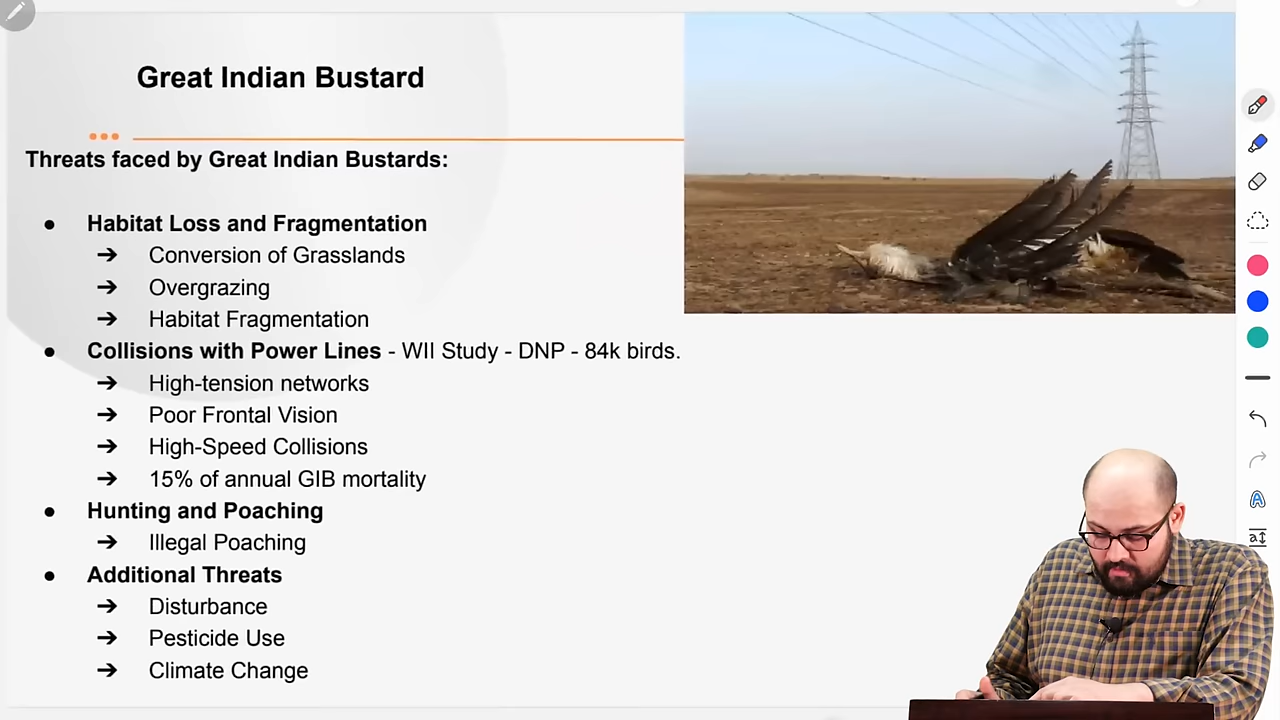 Great Indian Bustard
Threats faced by Great Indian Bustards:
● Habitat Loss and Fragmentation
➔ Conversion of Grasslands
➔ Overgrazing
➔ Habitat Fragmentation
● Collisions with Power Lines - WII Study - DNP - 84k birds.
➔ High-tension networks
➔ Poor Frontal Vision
➔ High-Speed Collisions
➔ 15% of annual GIB mortality
● Hunting and Poaching
➔ Illegal Poaching
● Additional Threats
➔ Disturbance
➔ Pesticide Use
➔ Climate Change